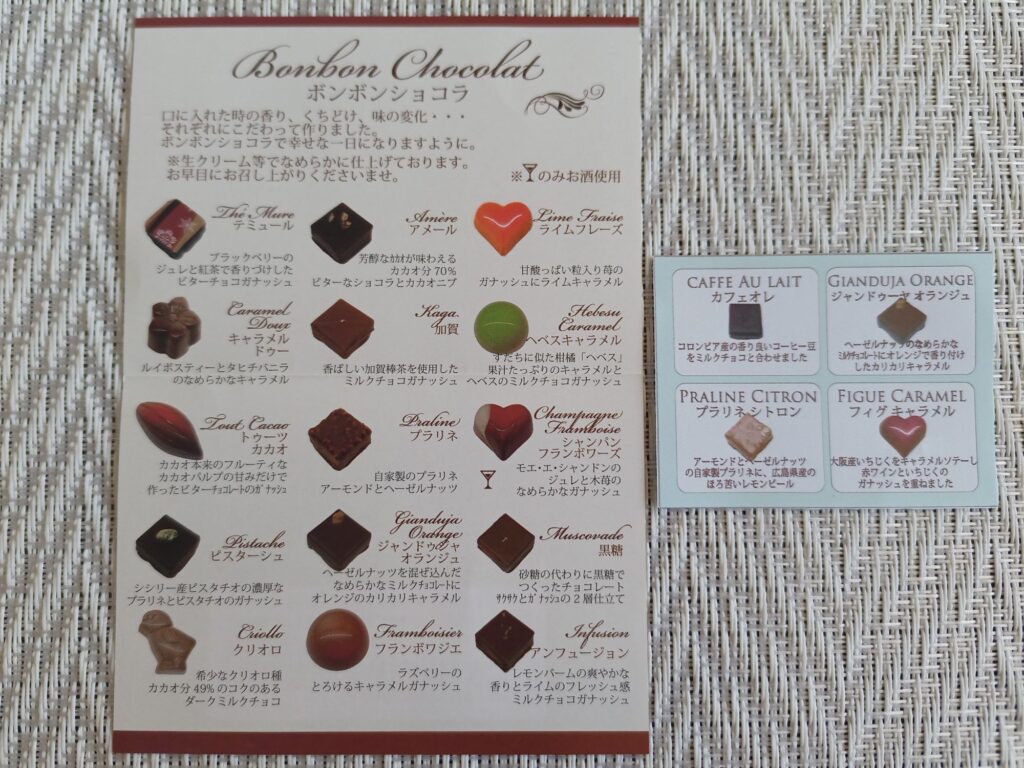 Bonbon Chocolat
ボンボンショコラ
口に入れた時の香り、くちどけ、味の変化・・・
それぞれにこだわって作りました。
ボンボンショコラで幸せな一日になりますように。
※生クリーム等でなめらかに仕上げております。
お早目にお召し上がりくださいませ。
※のみお酒使用
Thé Mure
テミュール
ブラックベリーの
ジュレと紅茶で香りづけした
ビターチョコガナッシュ
Amère
アメール
芳醇なカカオが味わえる
カカオ分70%
ビターなショコラとカカオニブ
Lime Fraise
ライムフレーズ
甘酸っぱい粒入り苺の
ガナッシュにライムキャラメル
Caramel
Doux
キャラメル
ドゥー
ルイボスティーとタヒチバニラ
のなめらかなキャラメル
Kaga
加賀
香ばしい加賀棒茶を使用した
ミルクチョコガナッシュ
Hebesu
Caramel
ヘベスキャラメル
すだちに似た柑橘「ヘベス」
果汁たっぷりのキャラメルと
ヘベスのミルクチョコガナッシュ
Tout Cacao
トゥーツ
カカオ
カカオ本来のフルーティな
カカオパルプの甘みだけで
作ったビターチョコレートのガナッシュ
Praline
プラリネ
自家製のプラリネ
アーモンドとヘーゼルナッツ
Champagne
Framboise
シャンパン
フランボワーズ
モエ・エ・シャンドンの
ジュレと木苺の
なめらかなガナッシュ
Pistache
ピスターシュ
シシリー産ピスタチオの濃厚な
プラリネとピスタチオのガナッシュ
Gianduja
Orange
ジャンドゥジャ
オランジュ
ヘーゼルナッツを混ぜ込んだ
なめらかなミルクチョコレートに
オレンジのカリカリキャラメル
Muscovade
黒糖
砂糖の代わりに黒糖で
つくったチョコレート
サクサクとガナッシュの2層仕立て
Criollo
クリオロ
希少なクリオロ種
カカオ分49%のコクのある
ダークミルクチョコ
Framboisier
フランボワジエ
ラズベリーの
とろけるキャラメルガナッシュ
Infusion
アンフュージョン
レモンバームの爽やかな
香りとライムのフレッシュ感
ミルクチョコガナッシュ
CAFFE AU LAIT
カフェオレ
コロンビア産の香り良いコーヒー豆
をミルクチョコと合わせました
GIANDUJA ORANGE
ジャンドゥーヤ オランジュ
ヘーゼルナッツのなめらかな
ミルクチョコレートにオレンジで香り付け
したカリカリキャラメル
PRALINE CITRON
プラリネ シトロン
アーモンドとヘーゼルナッツ
の自家製プラリネに、広島県産の
ほろ苦いレモンピール
FIGUE CARAMEL
フィグ キャラメル
大阪産いちじくをキャラメルソテーし
赤ワインといちじくの
ガナッシュを重ねました